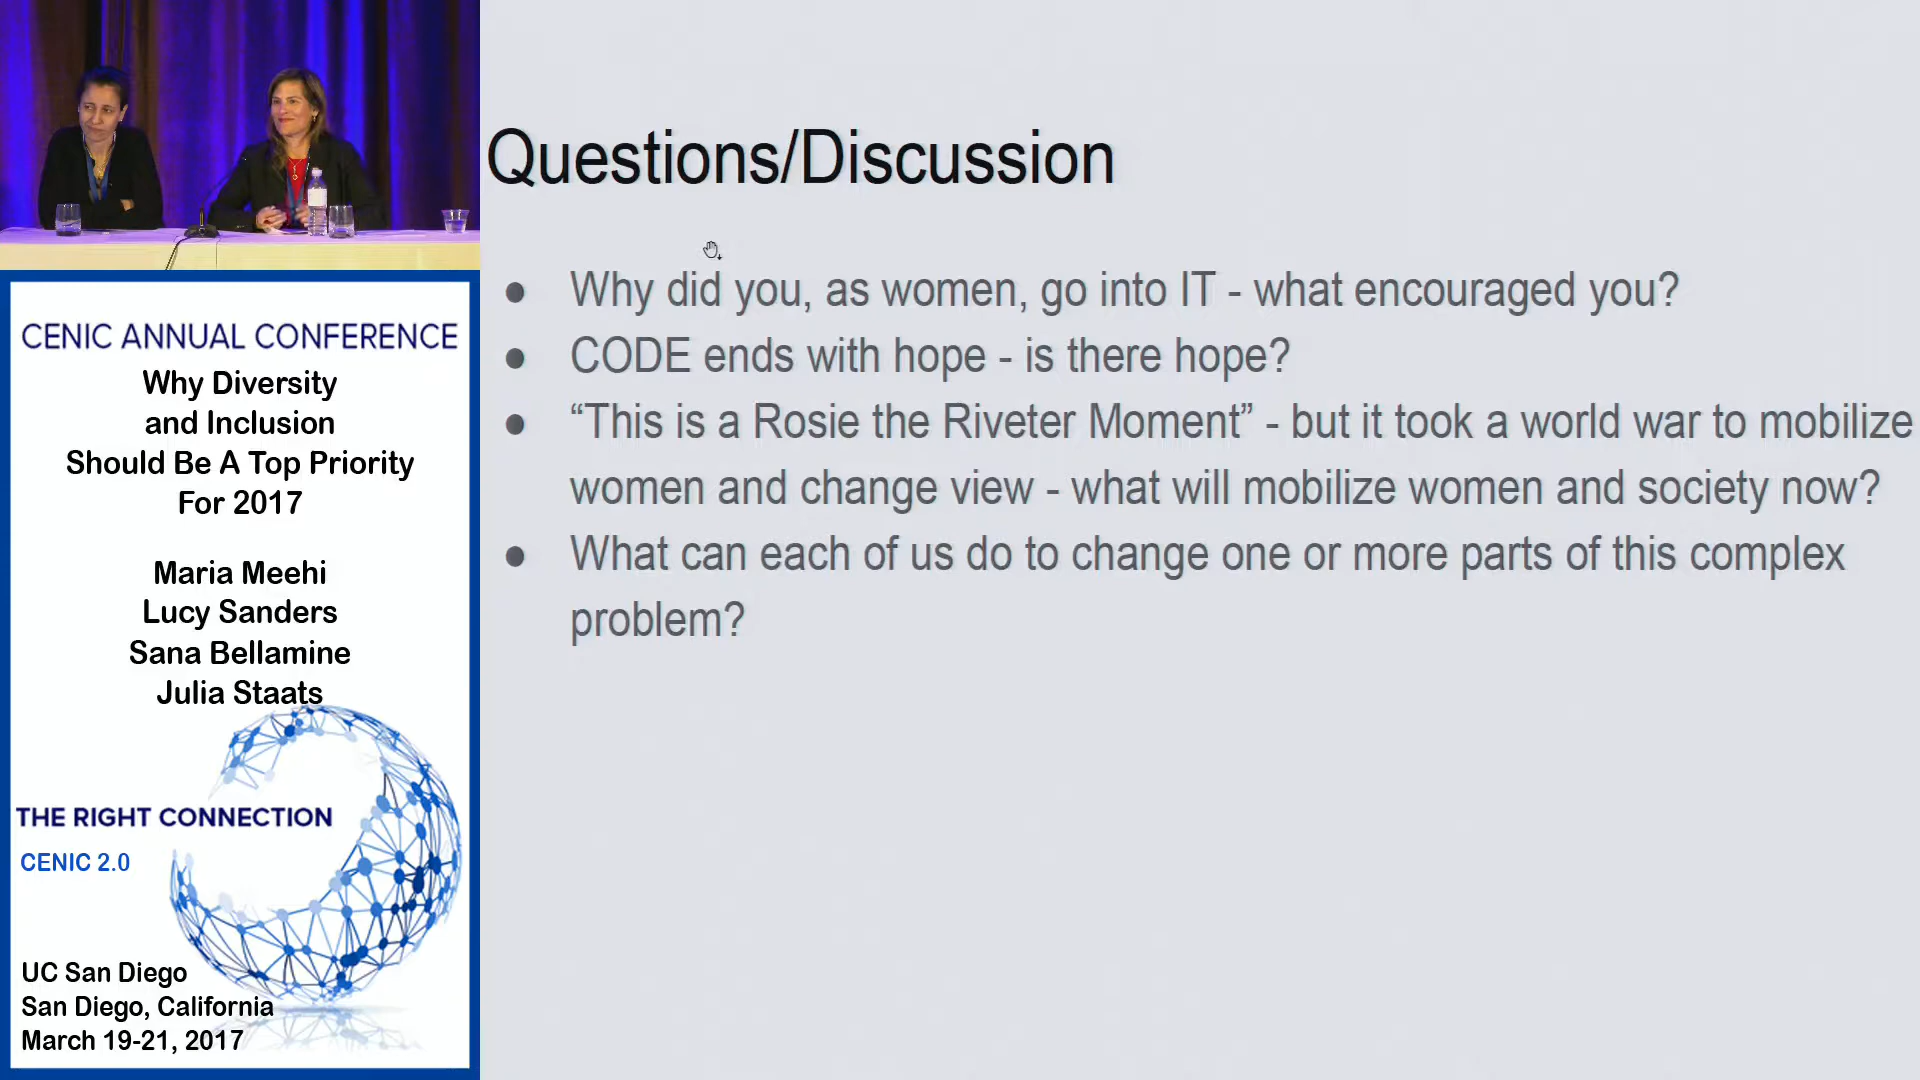 Questions/Discussion
● Why did you, as women, go into IT - what encouraged you?
● CODE ends with hope - is there hope?
● “This is a Rosie the Riveter Moment” - but it took a world war to mobilize
women and change view - what will mobilize women and society now?
● What can each of us do to change one or more parts of this complex
problem?
CENIC ANNUAL CONFERENCE
Why Diversity
and Inclusion
Should Be A Top Priority
For 2017
Maria Meehi
Lucy Sanders
Sana Bellamine
Julia Staats
THE RIGHT CONNECTION
CENIC 2.0
UC San Diego
San Diego, California
March 19-21, 2017